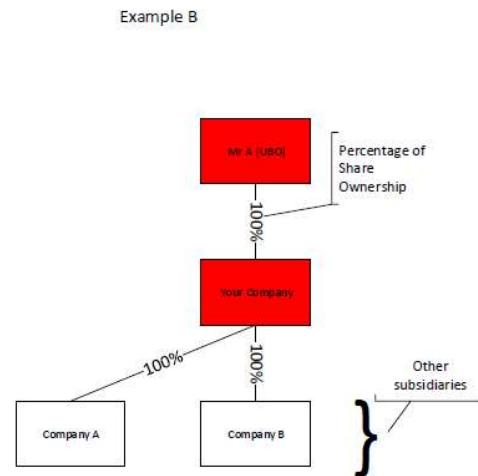 Example B
Mr A [UBO]
Percentage of
Share
Ownership
100%
Your Company
100%
100%
Other
subsidiaries
Company A
Company B
}